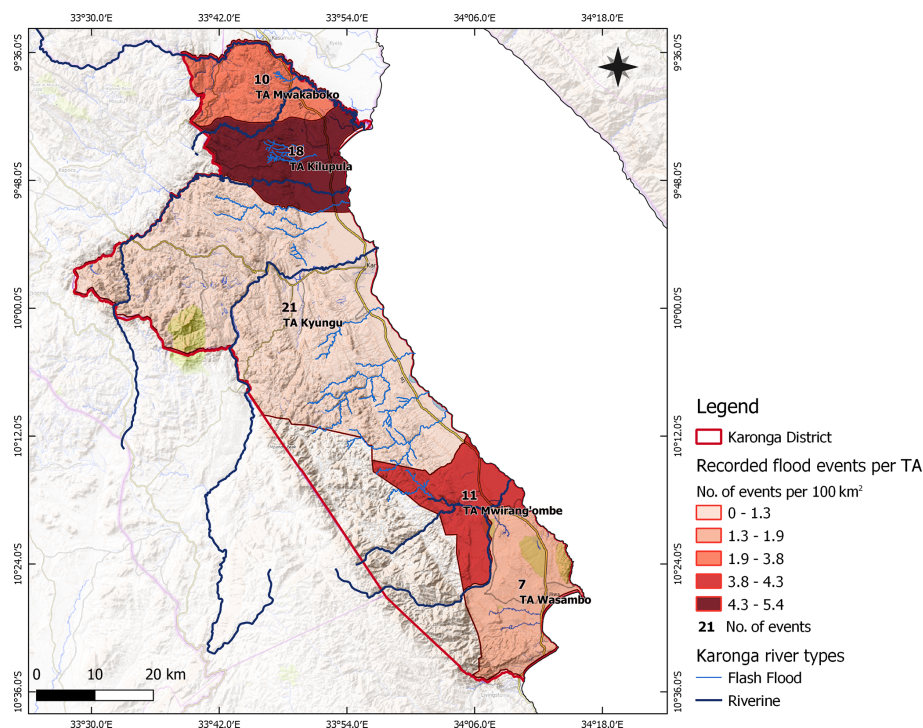 33°30.0'E 33°42.0'E 33°54.0'E 34°06.0'E 34°18.0'E
9°36.0'S 9°36.0'S
10
TA Mwakaboko
18
TA Kilupula
9°48.0'S 9°48.0'S
Kar
10°00.0'S 10°00.0'S
21
TA Kyungu
10°12.0'S 10°12.0'S
11
TA Mwirang'ombe
10°24.0'S 10°24.0'S
7
TA Wasambo
10°36.0'S 10°36.0'S
0 10 20 km
33°30.0'E 33°42.0'E 33°54.0'E 34°06.0'E 34°18.0'E
Legend
Karonga District
Recorded flood events per TA
No. of events per 100 km²
0 - 1.3
1.3 - 1.9
1.9 - 3.8
3.8 - 4.3
4.3 - 5.4
21 No. of events
Karonga river types
Flash Flood
Riverine